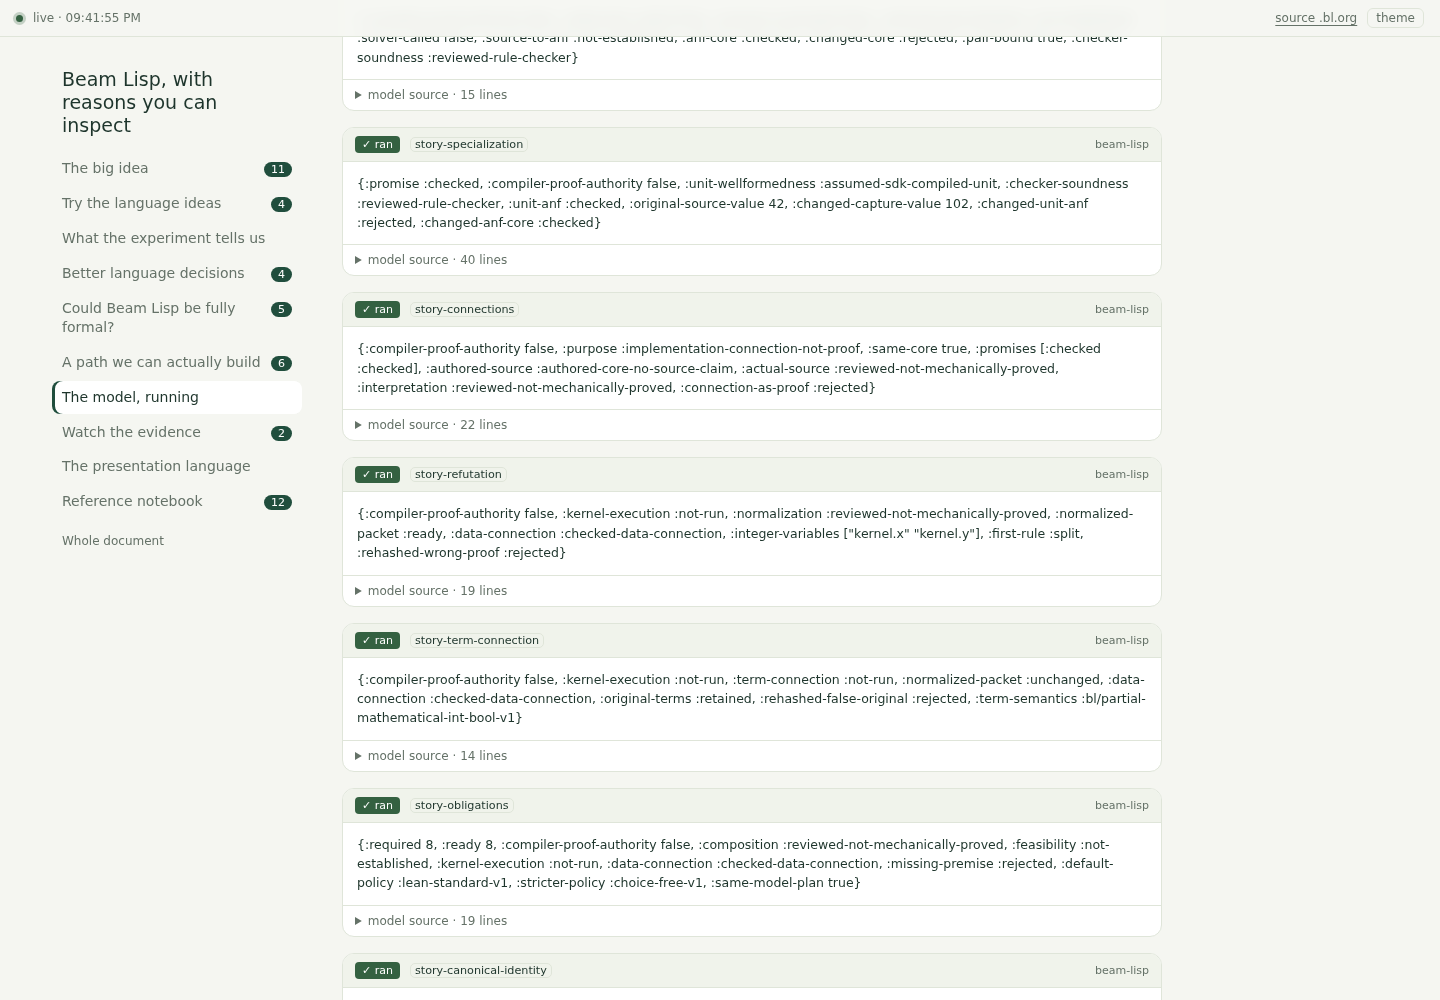 live · 09:41:55 PM
source .bl.org
theme
Beam Lisp, with
reasons you can
inspect
The big idea 11
Try the language ideas 4
What the experiment tells us
Better language decisions 4
Could Beam Lisp be fully 5
formal?
A path we can actually build 6
The model, running
Watch the evidence 2
The presentation language
Reference notebook 12
Whole document
:solver-called false, :source-to-anf :not-established, :anf-core :checked, :changed-core :rejected, :pair-bound true, :checker-
soundness :reviewed-rule-checker}
▶ model source · 15 lines
✓ ran story-specialization beam-lisp
{:promise :checked, :compiler-proof-authority false, :unit-wellformedness :assumed-sdk-compiled-unit, :checker-soundness
:reviewed-rule-checker, :unit-anf :checked, :original-source-value 42, :changed-capture-value 102, :changed-unit-anf
:rejected, :changed-anf-core :checked}
▶ model source · 40 lines
✓ ran story-connections beam-lisp
{:compiler-proof-authority false, :purpose :implementation-connection-not-proof, :same-core true, :promises [:checked
:checked], :authored-source :authored-core-no-source-claim, :actual-source :reviewed-not-mechanically-proved,
:interpretation :reviewed-not-mechanically-proved, :connection-as-proof :rejected}
▶ model source · 22 lines
✓ ran story-refutation beam-lisp
{:compiler-proof-authority false, :kernel-execution :not-run, :normalization :reviewed-not-mechanically-proved, :normalized-
packet :ready, :data-connection :checked-data-connection, :integer-variables ["kernel.x" "kernel.y"], :first-rule :split,
:rehashed-wrong-proof :rejected}
▶ model source · 19 lines
✓ ran story-term-connection beam-lisp
{:compiler-proof-authority false, :kernel-execution :not-run, :term-connection :not-run, :normalized-packet :unchanged, :data-
connection :checked-data-connection, :original-terms :retained, :rehashed-false-original :rejected, :term-semantics :bl/partial-
mathematical-int-bool-v1}
▶ model source · 14 lines
✓ ran story-obligations beam-lisp
{:required 8, :ready 8, :compiler-proof-authority false, :composition :reviewed-not-mechanically-proved, :feasibility :not-
established, :kernel-execution :not-run, :data-connection :checked-data-connection, :missing-premise :rejected, :default-
policy :lean-standard-v1, :stricter-policy :choice-free-v1, :same-model-plan true}
▶ model source · 19 lines
✓ ran story-canonical-identity beam-lisp